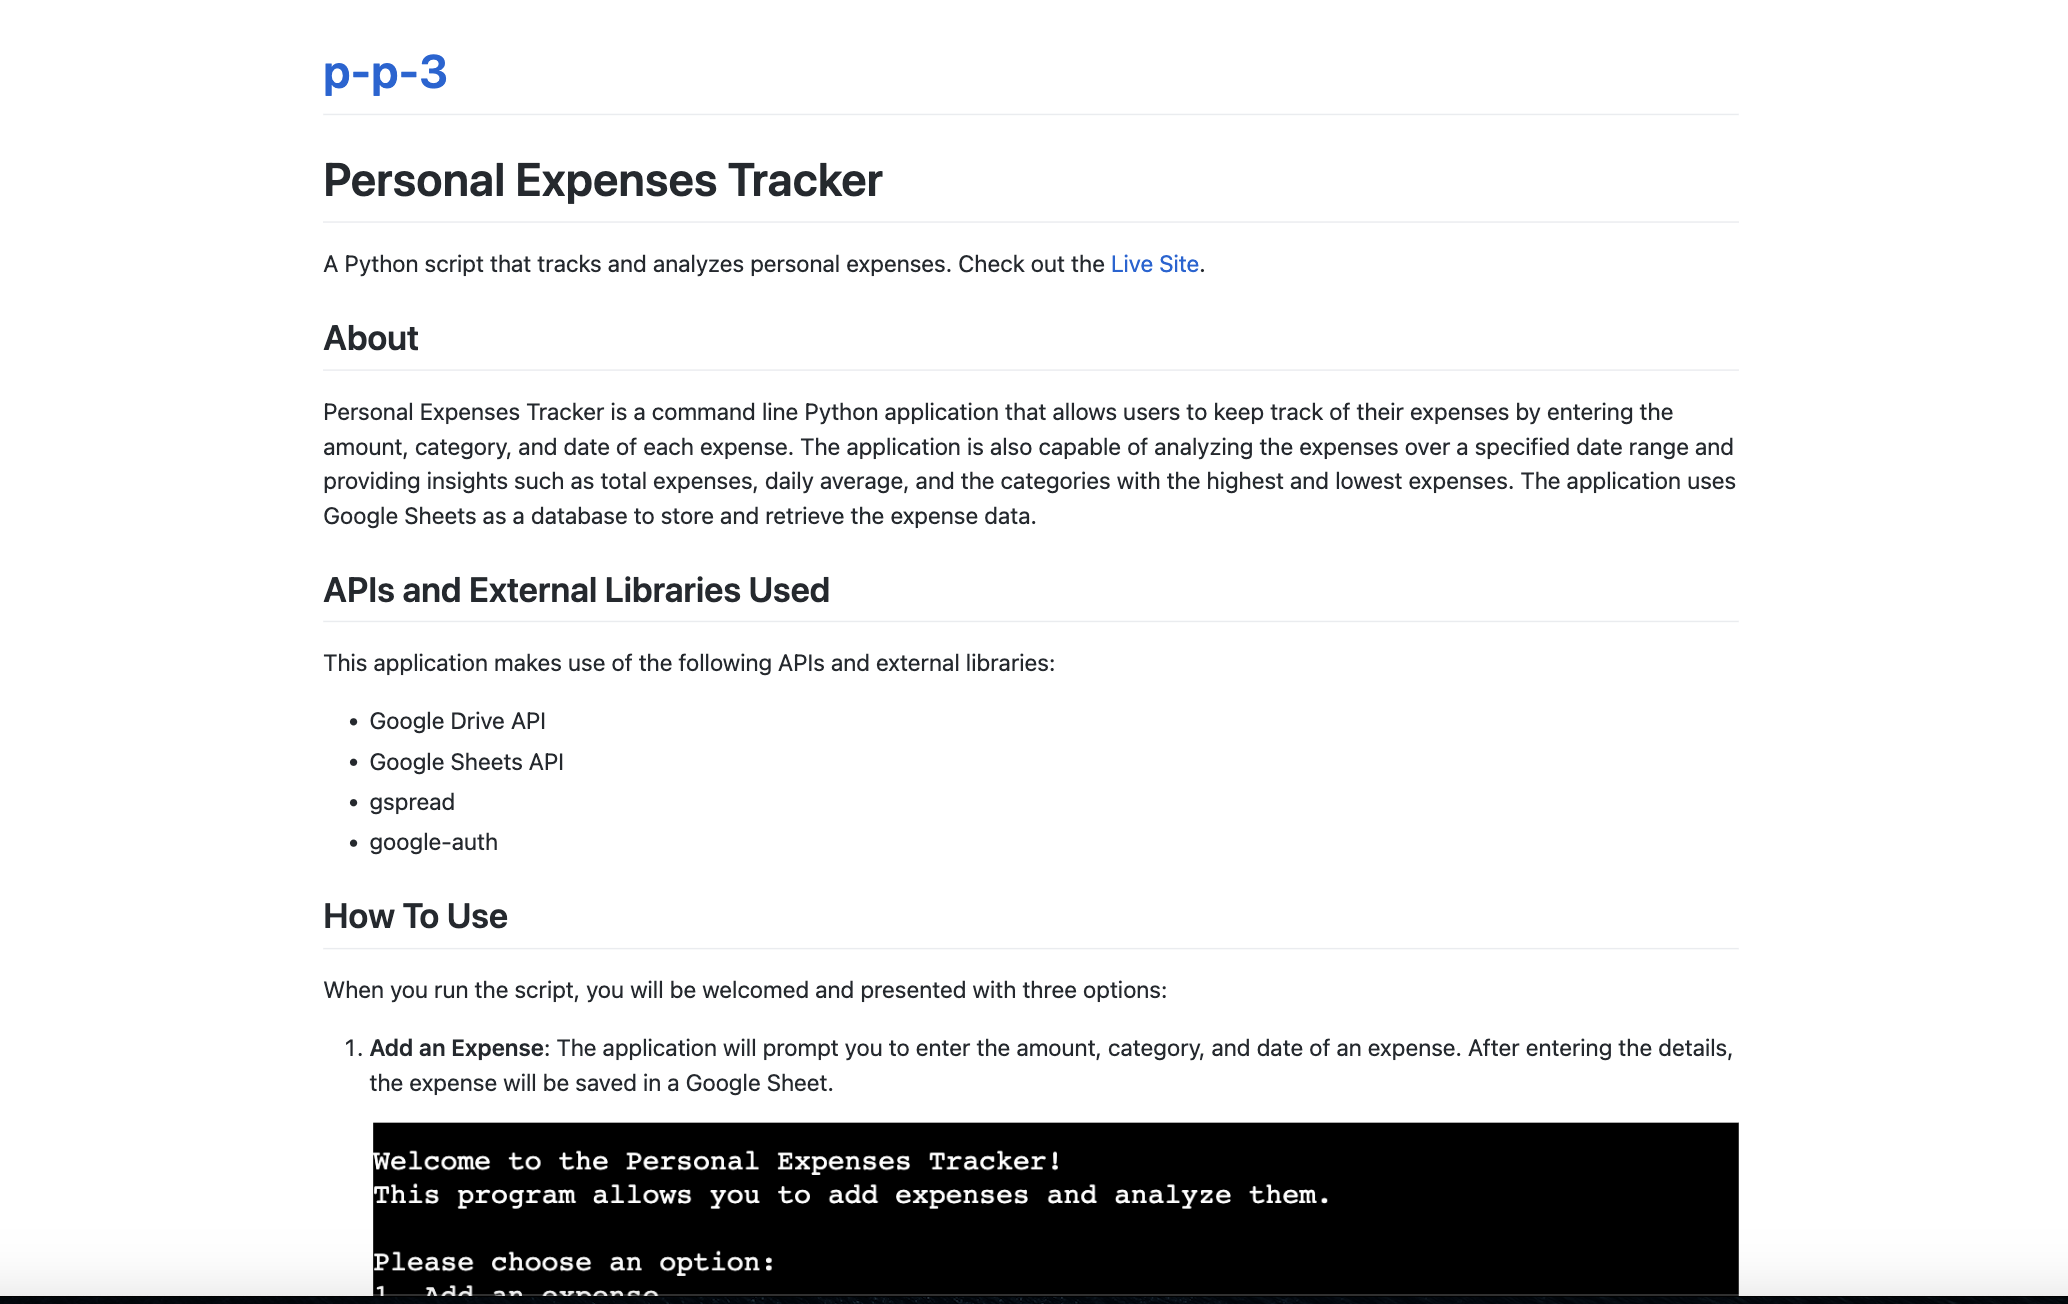 p-p-3
Personal Expenses Tracker
A Python script that tracks and analyzes personal expenses. Check out the Live Site.
About
Personal Expenses Tracker is a command line Python application that allows users to keep track of their expenses by entering the
amount, category, and date of each expense. The application is also capable of analyzing the expenses over a specified date range and
providing insights such as total expenses, daily average, and the categories with the highest and lowest expenses. The application uses
Google Sheets as a database to store and retrieve the expense data.
APIs and External Libraries Used
This application makes use of the following APIs and external libraries:
• Google Drive API
• Google Sheets API
• gspread
• google-auth
How To Use
When you run the script, you will be welcomed and presented with three options:
1. Add an Expense: The application will prompt you to enter the amount, category, and date of an expense. After entering the details,
the expense will be saved in a Google Sheet.
Welcome to the Personal Expenses Tracker!
This program allows you to add expenses and analyze them.
Please choose an option:
1. Add an expense